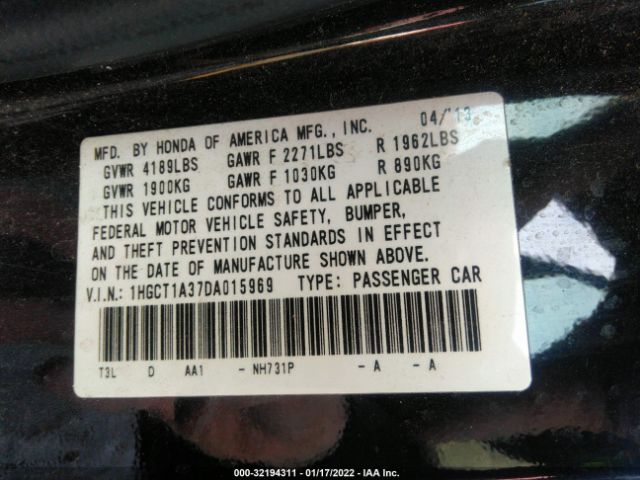 MFD. BY HONDA OF AMERICA MFG., INC. 04/'13
GVWR 4189LBS GAWR F 2271LBS R 1962LBS
GVWR 1900KG GAWR F 1030KG R 890KG
THIS VEHICLE CONFORMS TO ALL APPLICABLE
FEDERAL MOTOR VEHICLE SAFETY, BUMPER,
AND THEFT PREVENTION STANDARDS IN EFFECT
ON THE DATE OF MANUFACTURE SHOWN ABOVE.
V.I.N.: 1HGCT1A37DA015969 TYPE: PASSENGER CAR
T3L D AA1 - NH731P - A - A
000-32194311 - 01/17/2022 - IAA Inc.